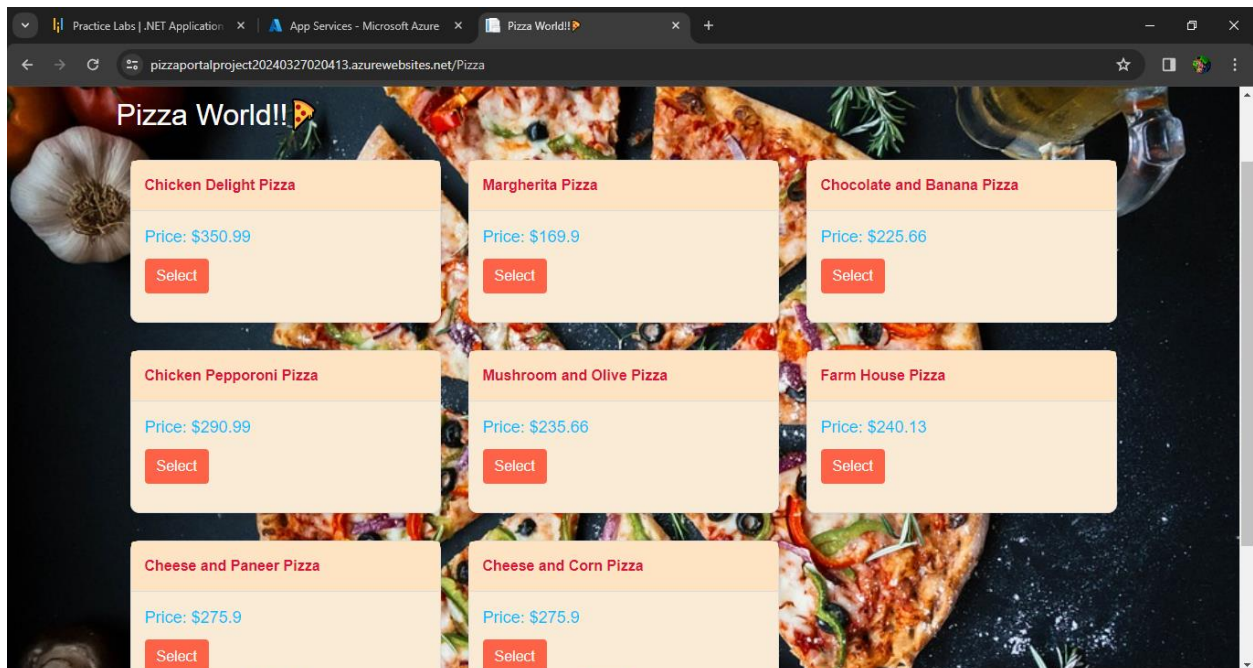 Practice Labs | .NET Application
App Services - Microsoft Azure
Pizza World!!🍕
pizzaportalproject20240327020413.azurewebsites.net/Pizza
Pizza World!!🍕
Chicken Delight Pizza
Price: $350.99
Select
Margherita Pizza
Price: $169.9
Select
Chocolate and Banana Pizza
Price: $225.66
Select
Chicken Pepporoni Pizza
Price: $290.99
Select
Mushroom and Olive Pizza
Price: $235.66
Select
Farm House Pizza
Price: $240.13
Select
Cheese and Paneer Pizza
Price: $275.9
Select
Cheese and Corn Pizza
Price: $275.9
Select